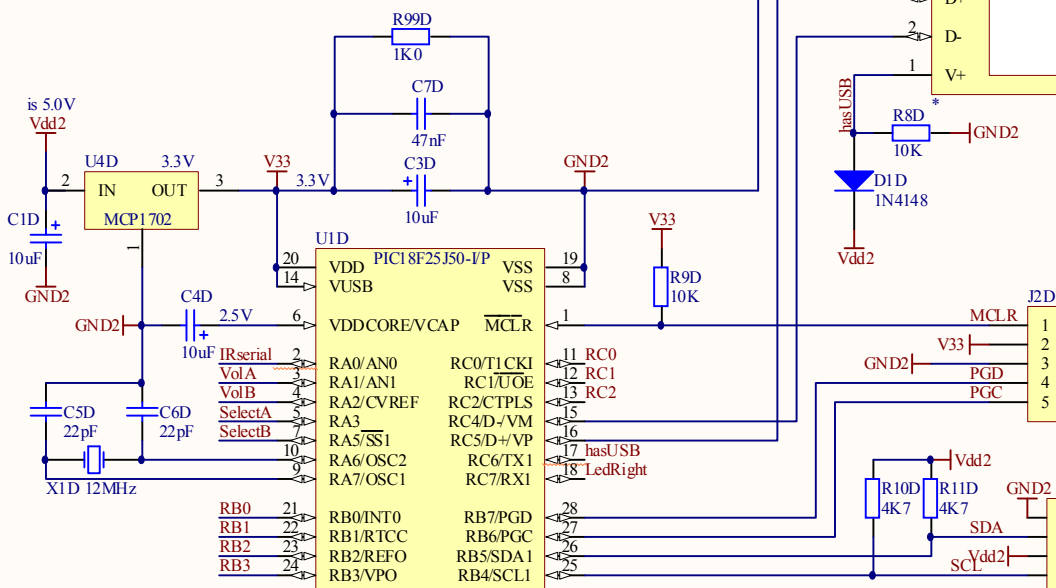 D+
R99D
1K0
2
D-
C7D
1
V+
hasUSB
*
is 5.0V
Vdd2
47nF
R8D
10K
GND2
U4D
3.3V
V33
3.3V
C3D
GND2
2
IN
OUT
3
10uF
D1D
1N4148
C1D
10uF
MCP1702
1
V33
U1D
PIC18F25J50-I/P
Vdd2
20
VDD
VSS
19
14
VUSB
VSS
8
R9D
10K
GND2
C4D
J2D
GND2
2.5V
6
VDDCORE/VCAP
MCLR
1
MCLR
1
10uF
V33
2
IRserial
2
RA0/AN0
RC0/T1CKI
11
RC0
GND2
3
VolA
3
RA1/AN1
RC1/UOE
12
RC1
PGD
4
VolB
4
RA2/CVREF
RC2/CTPLS
13
RC2
PGC
5
C5D
22pF
C6D
22pF
SelectA
5
RA3
RC4/D-/VM
15
SelectB
7
RA5/SS1
RC5/D+/VP
16
10
RA6/OSC2
RC6/TX1
17
hasUSB
Vdd2
9
RA7/OSC1
RC7/RX1
18
LedRight
X1D 12MHz
R10D
4K7
R11D
4K7
GND2
RB0
21
RB0/INT0
RB7/PGD
28
RB1
22
RB1/RTCC
RB6/PGC
27
SDA
RB2
23
RB2/REFO
RB5/SDA1
26
Vdd2
RB3
24
RB3/VPO
RB4/SCL1
25
SCL